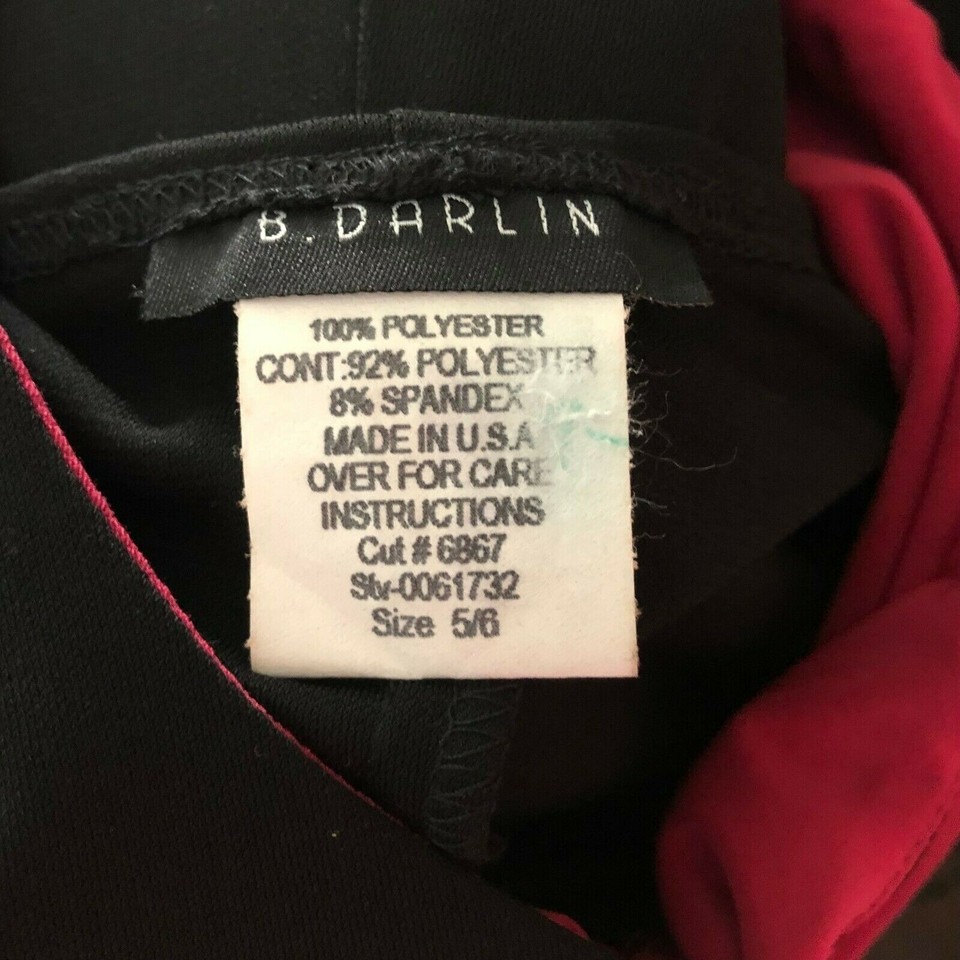 B. DARLIN
100% POLYESTER
CONT:92% POLYESTER
8% SPANDEX
MADE IN U.S.A
OVER FOR CARE
INSTRUCTIONS
Cut # 6867
Sty-0061732
Size 5/6